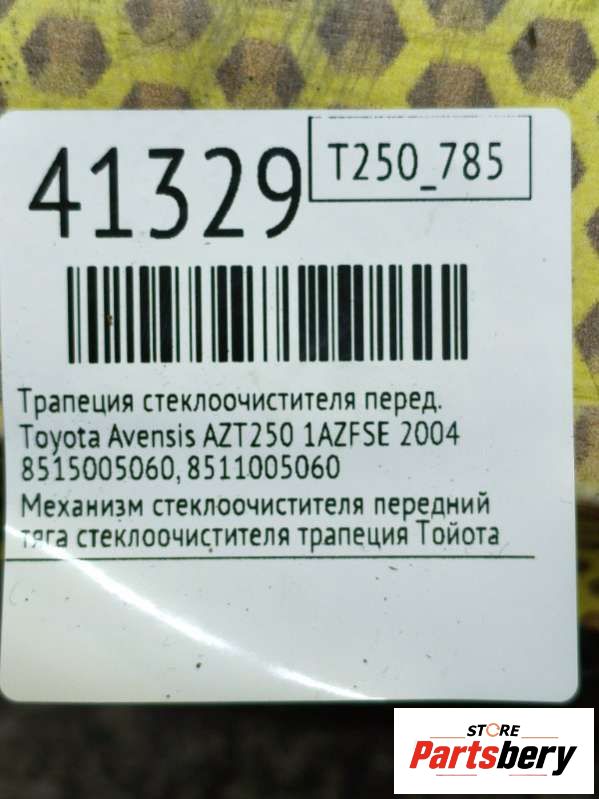 41329
T250_785
Трапеция стеклоочистителя перед.
Toyota Avensis AZT250 1AZFSE 2004
8515005060, 8511005060
Механизм стеклоочистителя передний
тяга стеклоочистителя трапеция Тойота
STORE
Partsbery